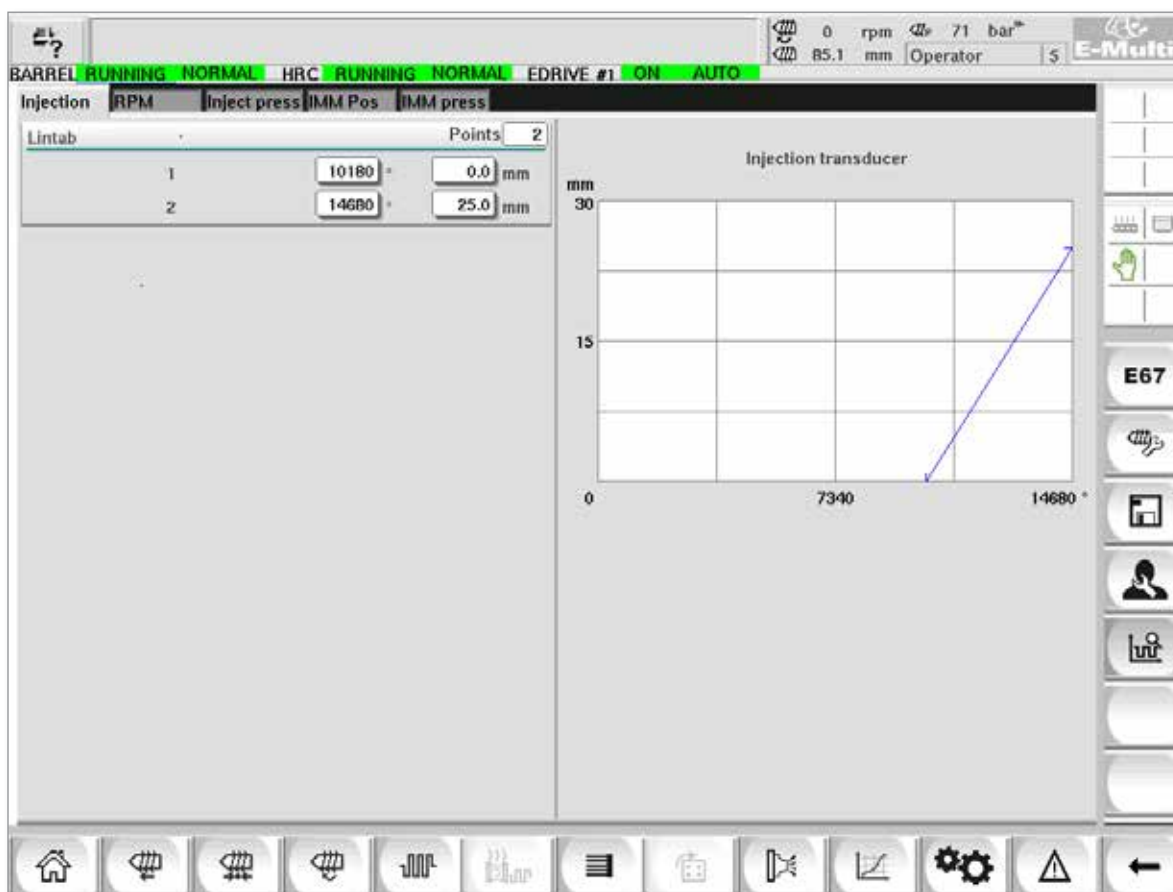 ?
0 rpm 71 bar
85.1 mm Operator 5
E-Multi
BARREL RUNNING NORMAL HRC RUNNING NORMAL EDRIVE #1 ON AUTO
Injection RPM Inject press IMM Pos IMM press
Lintab Points 2
1 10180 ° 0.0 mm
2 14680 ° 25.0 mm
Injection transducer
mm
30
15
0 7340 14680 °
E67